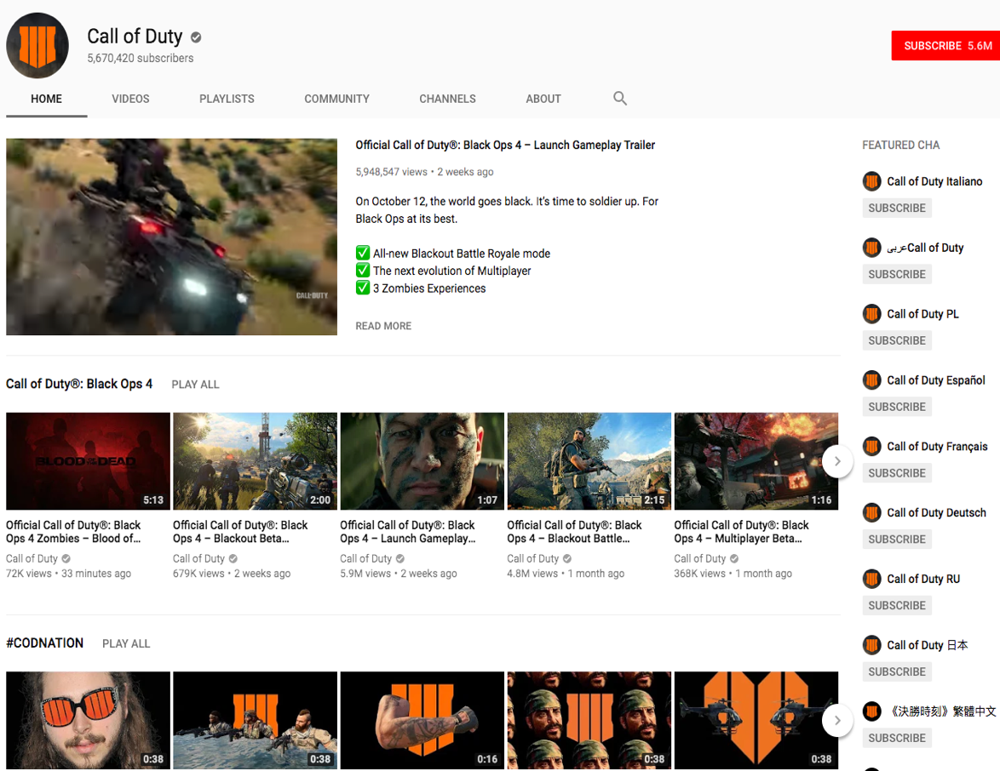 Call of Duty
5,670,420 subscribers
SUBSCRIBE 5.6M
HOME VIDEOS PLAYLISTS COMMUNITY CHANNELS ABOUT
CALL OF DUTY
Official Call of Duty®: Black Ops 4 – Launch Gameplay Trailer
5,948,547 views • 2 weeks ago
On October 12, the world goes black. It's time to soldier up. For
Black Ops at its best.
✅ All-new Blackout Battle Royale mode
✅ The next evolution of Multiplayer
✅ 3 Zombies Experiences
READ MORE
Call of Duty®: Black Ops 4 PLAY ALL
BLOOD OF THE DEAD
5:13
2:00
1:07
2:15
1:16
Official Call of Duty®: Black
Ops 4 Zombies – Blood of...
Call of Duty
72K views • 33 minutes ago
Official Call of Duty®: Black
Ops 4 – Blackout Beta...
Call of Duty
679K views • 2 weeks ago
Official Call of Duty®: Black
Ops 4 – Launch Gameplay...
Call of Duty
5.9M views • 2 weeks ago
Official Call of Duty®: Black
Ops 4 – Blackout Battle...
Call of Duty
4.8M views • 1 month ago
Official Call of Duty®: Black
Ops 4 – Multiplayer Beta...
Call of Duty
368K views • 1 month ago
#CODNATION PLAY ALL
0:38
0:38
0:16
0:38
0:38
FEATURED CHA
Call of Duty Italiano
SUBSCRIBE
عربىCall of Duty
SUBSCRIBE
Call of Duty PL
SUBSCRIBE
Call of Duty Español
SUBSCRIBE
Call of Duty Français
SUBSCRIBE
Call of Duty Deutsch
SUBSCRIBE
Call of Duty RU
SUBSCRIBE
Call of Duty 日本
SUBSCRIBE
《決勝時刻》繁體中文
SUBSCRIBE